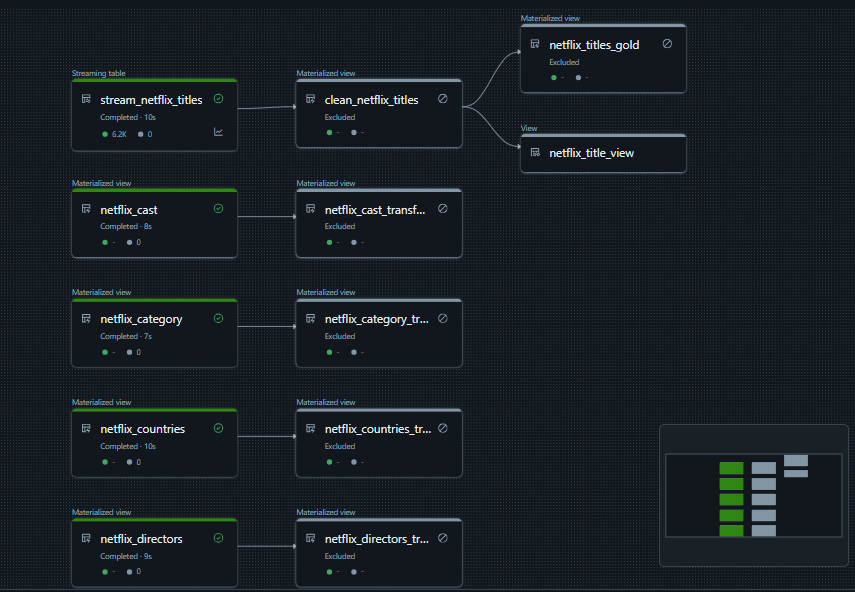 Materialized view
netflix_titles_gold
Excluded
- -
Streaming table
stream_netflix_titles
Completed · 10s
6.2K 0
Materialized view
clean_netflix_titles
Excluded
- -
View
netflix_title_view
Materialized view
netflix_cast
Completed · 8s
- 0
Materialized view
netflix_cast_transf...
Excluded
- -
Materialized view
netflix_category
Completed · 7s
- 0
Materialized view
netflix_category_tr...
Excluded
- -
Materialized view
netflix_countries
Completed · 10s
- 0
Materialized view
netflix_countries_tr...
Excluded
- -
Materialized view
netflix_directors
Completed · 9s
- 0
Materialized view
netflix_directors_tr...
Excluded
- -